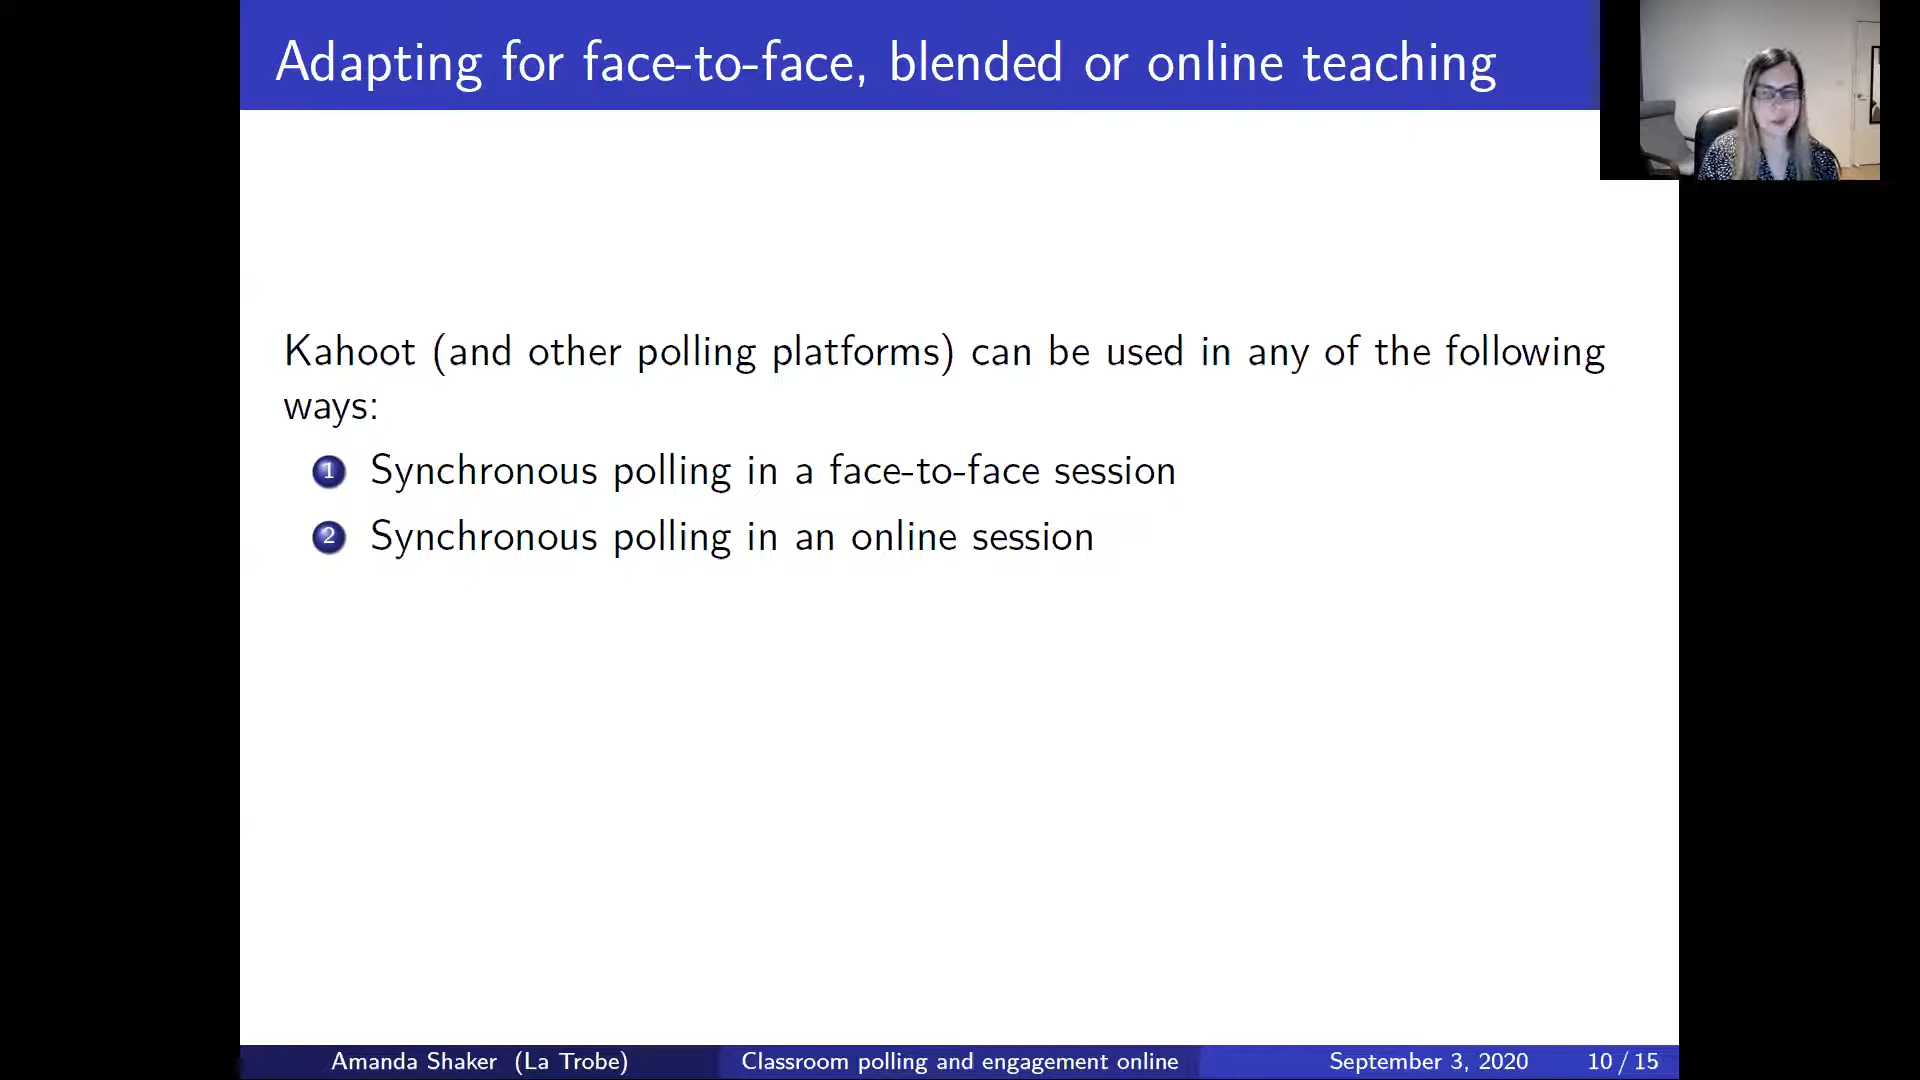 Adapting for face-to-face, blended or online teaching
Kahoot (and other polling platforms) can be used in any of the following
ways:
1 Synchronous polling in a face-to-face session
2 Synchronous polling in an online session
Amanda Shaker (La Trobe) Classroom polling and engagement online September 3, 2020 10 / 15